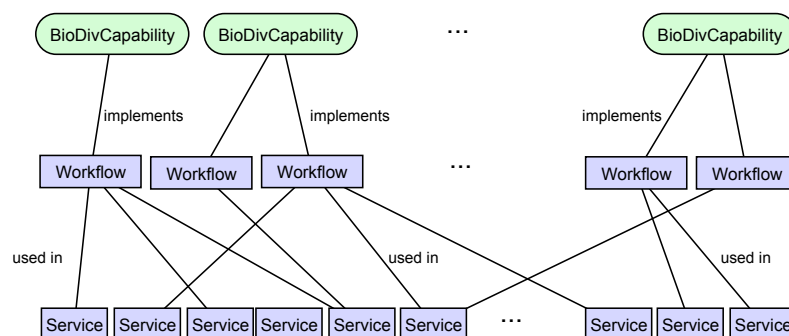 BioDivCapability BioDivCapability ... BioDivCapability
implements implements implements
Workflow Workflow Workflow ... Workflow Workflow
used in used in used in
Service Service Service Service Service Service ... Service Service Service